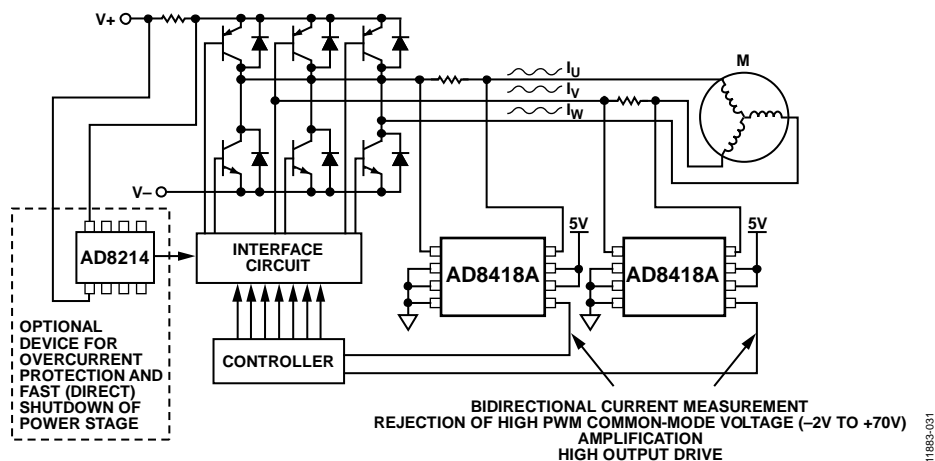 V+
M
IU
IV
IW
V–
5V
5V
AD8214
INTERFACE
CIRCUIT
AD8418A
AD8418A
OPTIONAL
DEVICE FOR
OVERCURRENT
PROTECTION AND
FAST (DIRECT)
SHUTDOWN OF
POWER STAGE
CONTROLLER
BIDIRECTIONAL CURRENT MEASUREMENT
REJECTION OF HIGH PWM COMMON-MODE VOLTAGE (–2V TO +70V)
AMPLIFICATION
HIGH OUTPUT DRIVE
11883-031